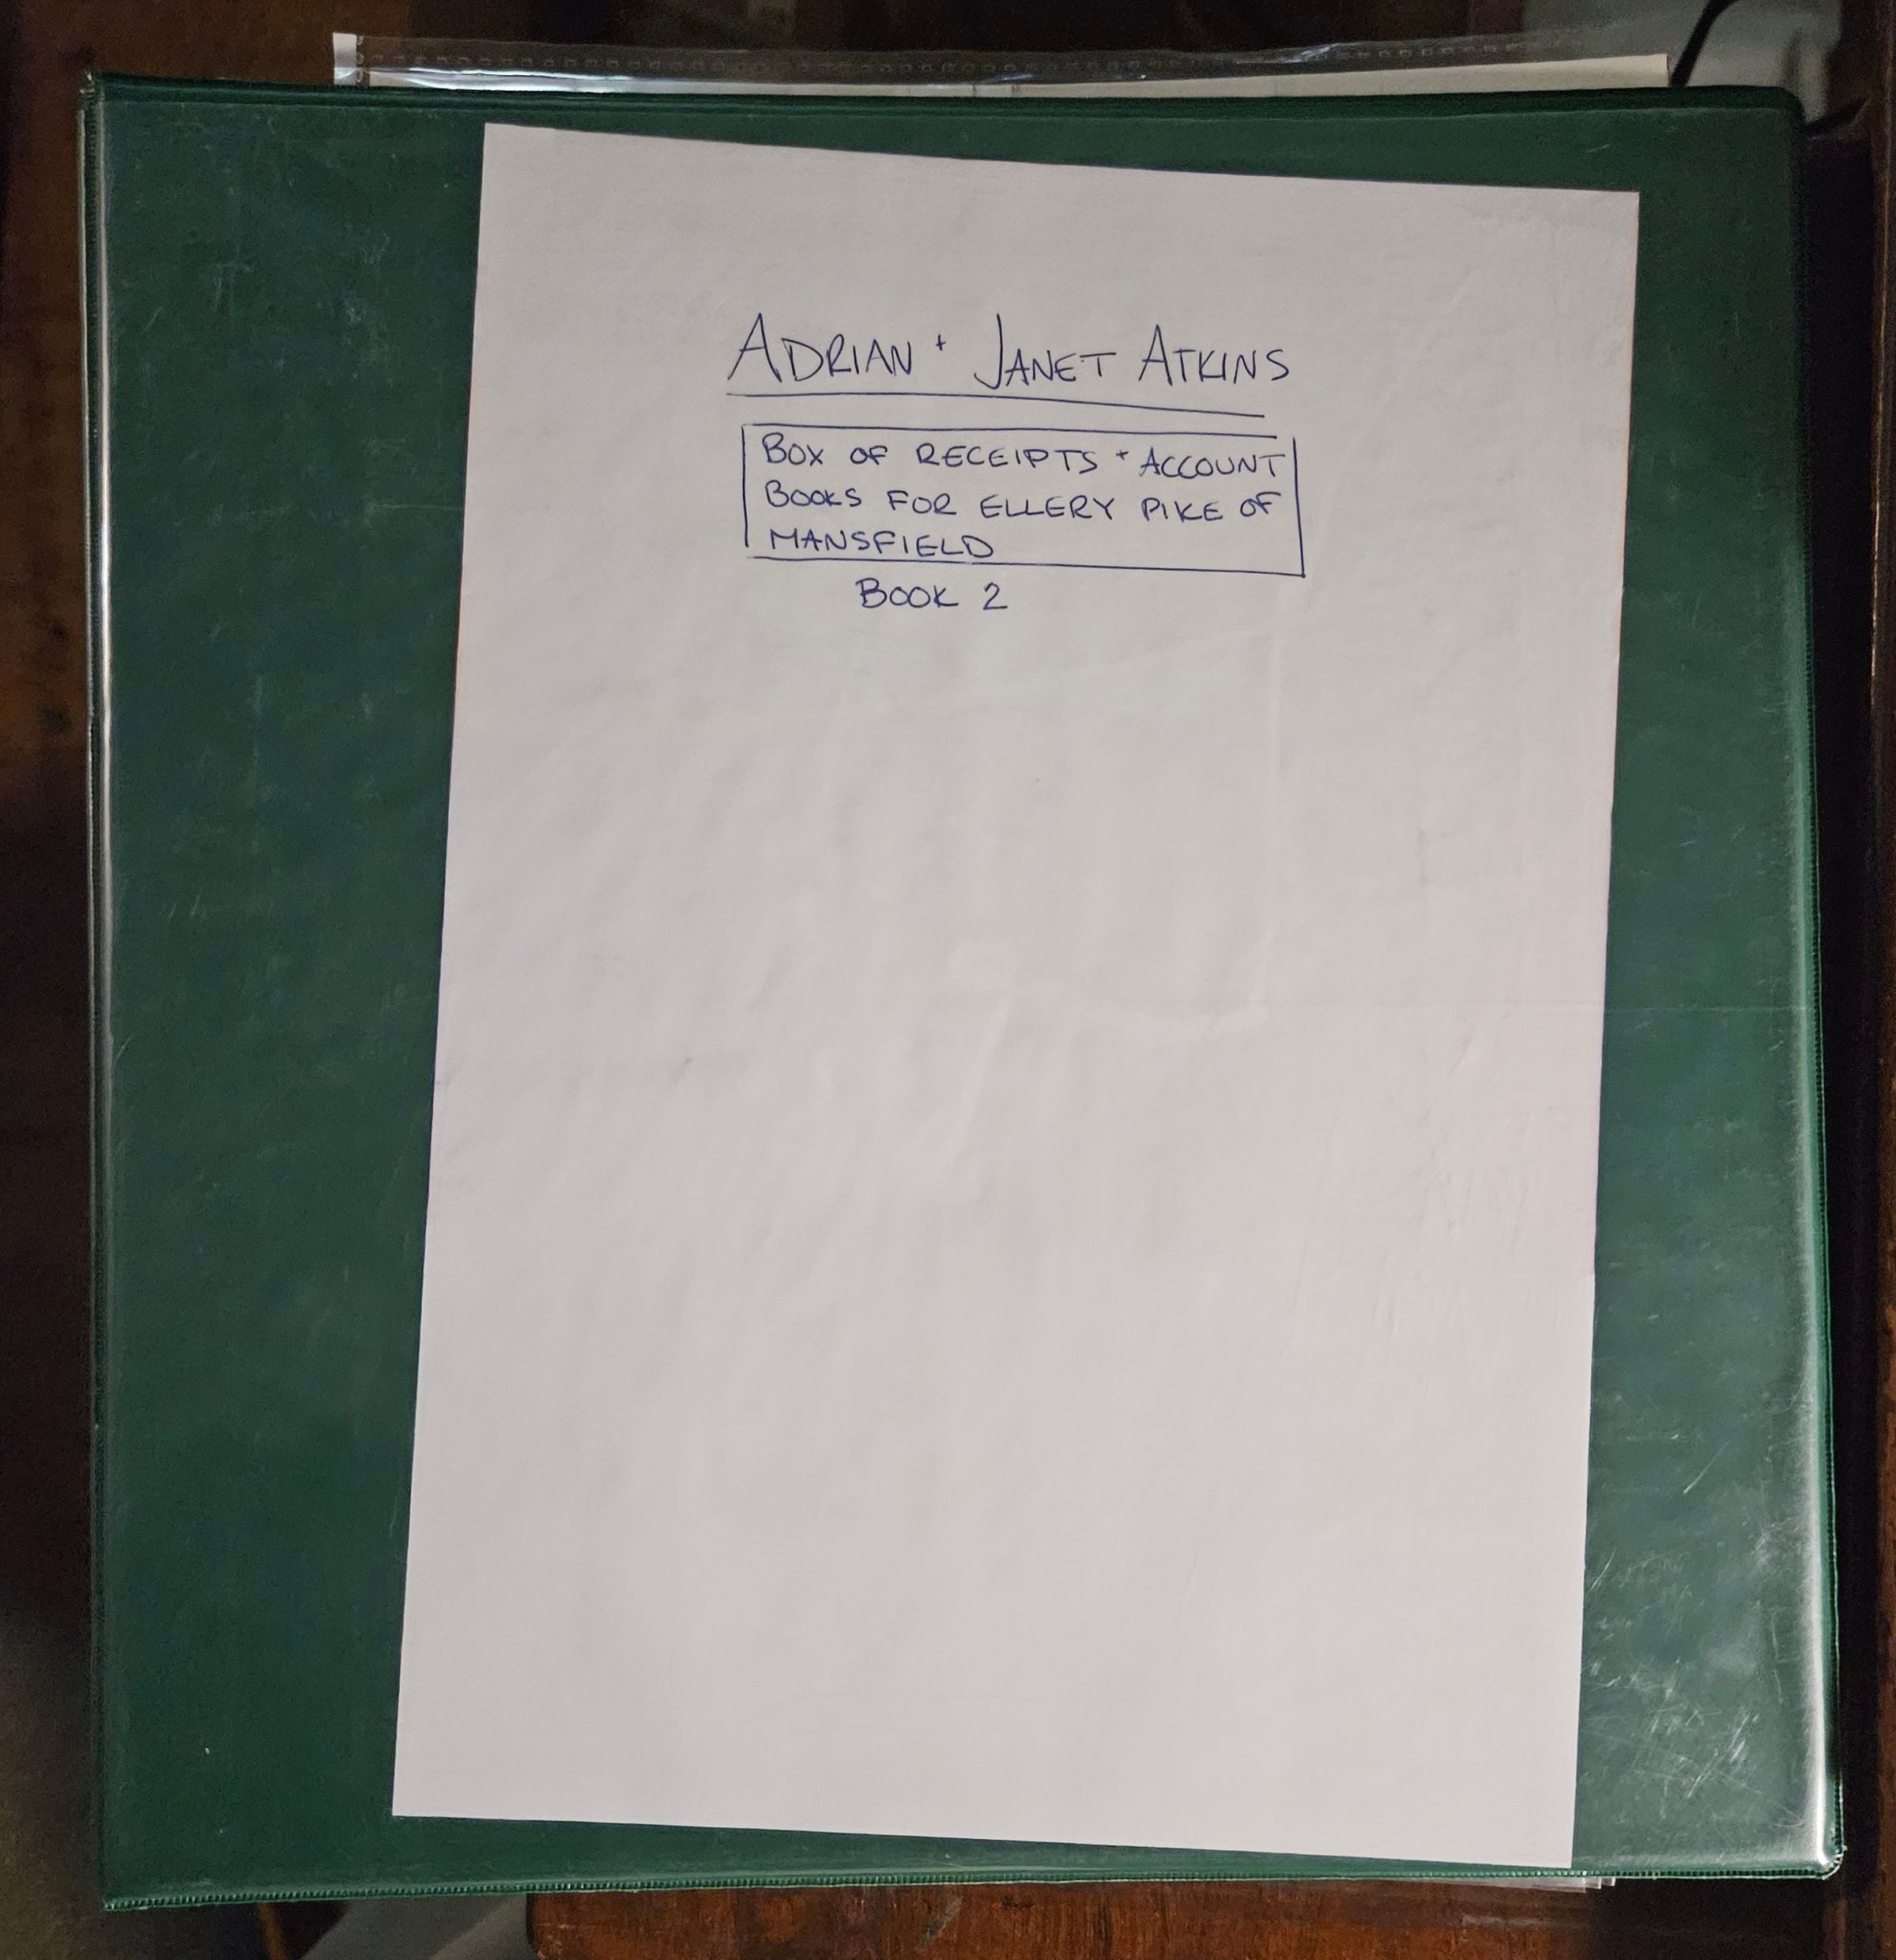 ADRIAN + JANET ATKINS
BOX OF RECEIPTS + ACCOUNT
BOOKS FOR ELLERY PIKE OF
MANSFIELD
BOOK 2